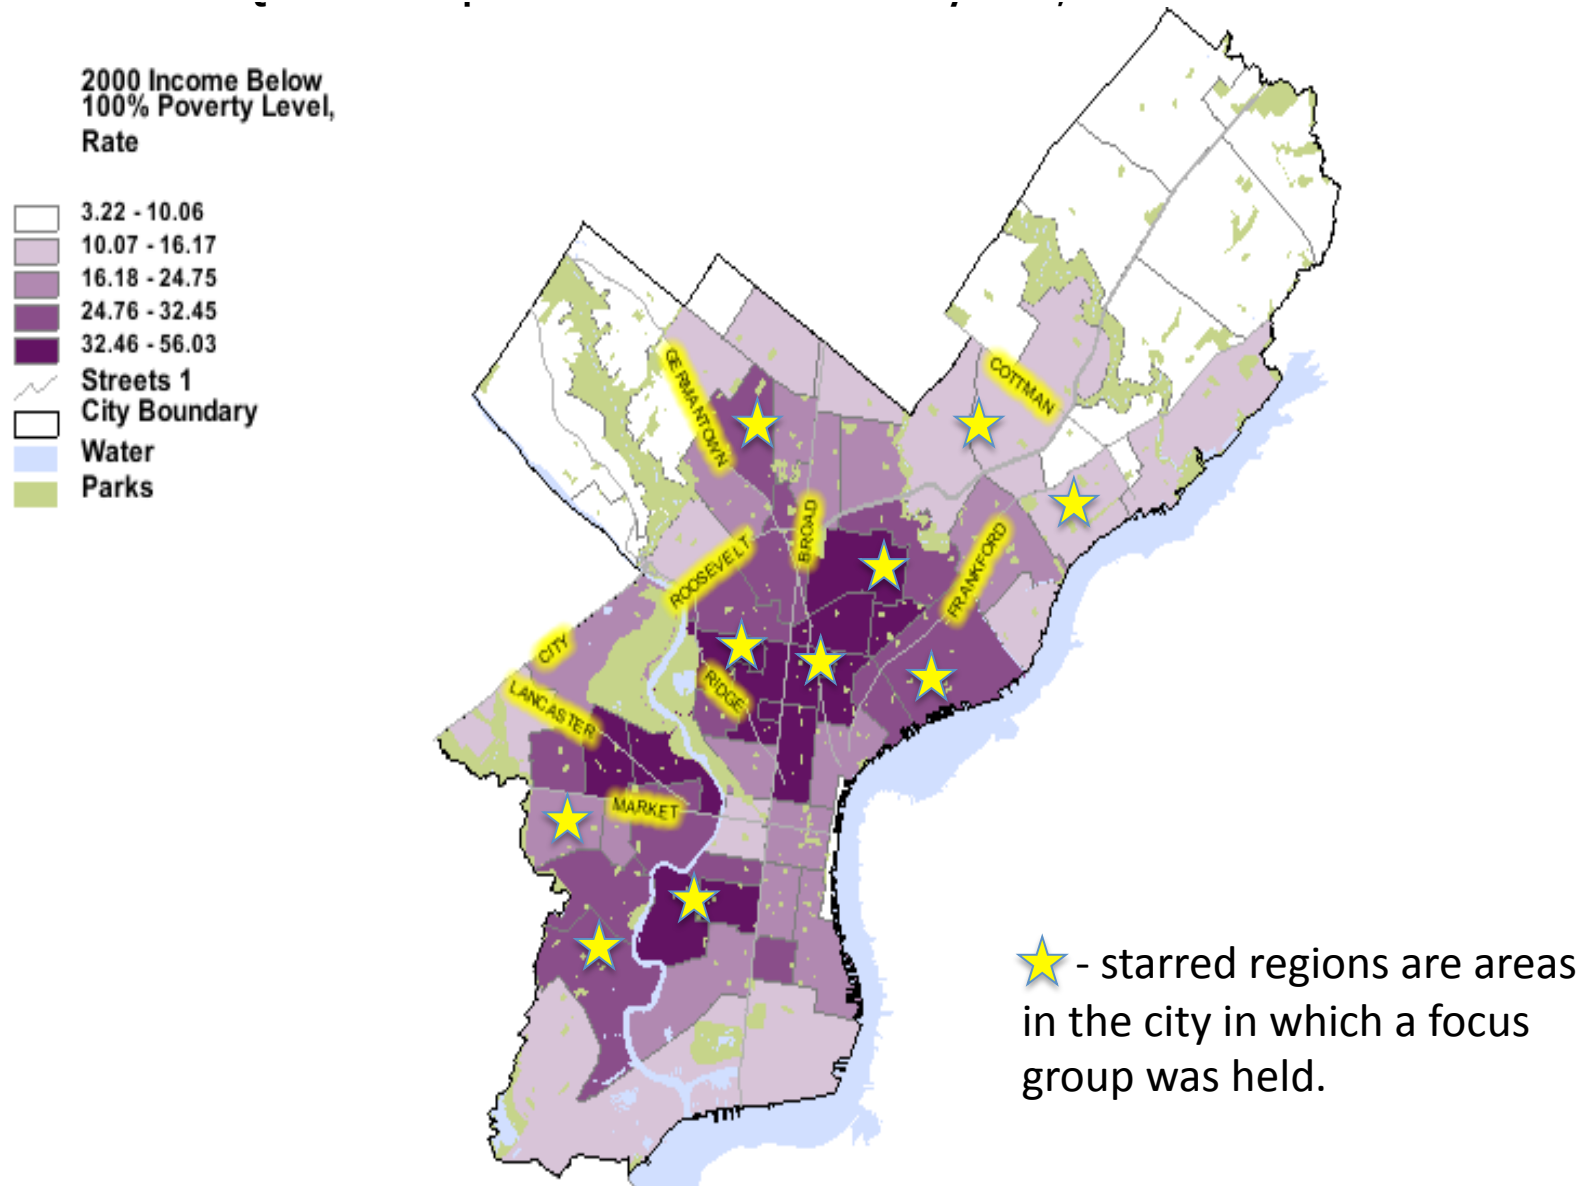 2000 Income Below
100% Poverty Level,
Rate
3.22 - 10.06
10.07 - 16.17
16.18 - 24.75
24.76 - 32.45
32.46 - 56.03
Streets 1
City Boundary
Water
Parks
GERMANTOWN
COTTMAN
BROAD
ROOSEVELT
FRANKFORD
CITY
RIDGE
LANCASTER
MARKET
- starred regions are areas
in the city in which a focus
group was held.